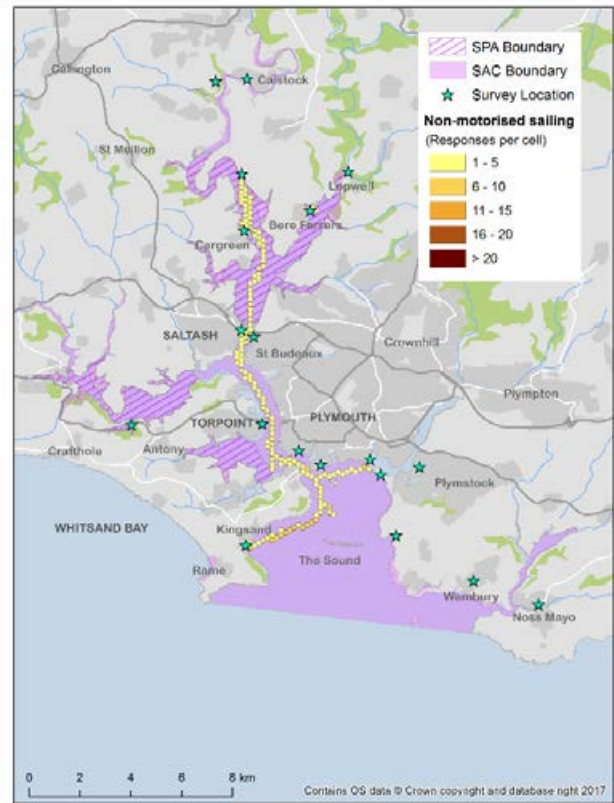 SPA Boundary
SAC Boundary
Survey Location
Non-motorised sailing
(Responses per cell)
1 - 5
6 - 10
11 - 15
16 - 20
> 20
Callington
Calstock
St Mellion
Lopwell
Bere Ferrers
Cargreen
SALTASH
St Budeaux
Crownhill
Plympton
TORPOINT
PLYMOUTH
Crafthole
Antony
Plymstock
WHITSAND BAY
Kingsand
The Sound
Rame
Wembury
Noss Mayo
0 2 4 6 8 km
Contains OS data © Crown copyright and database right 2017